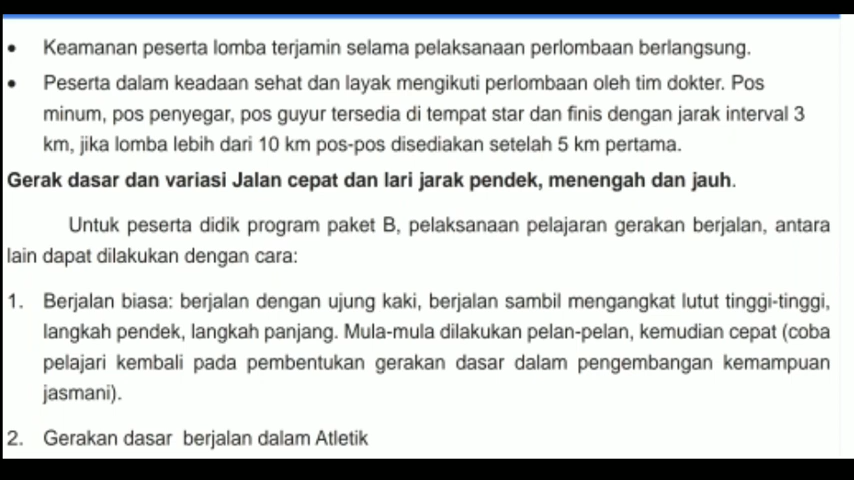 • Keamanan peserta lomba terjamin selama pelaksanaan perlombaan berlangsung.
• Peserta dalam keadaan sehat dan layak mengikuti perlombaan oleh tim dokter. Pos
minum, pos penyegar, pos guyur tersedia di tempat star dan finis dengan jarak interval 3
km, jika lomba lebih dari 10 km pos-pos disediakan setelah 5 km pertama.
Gerak dasar dan variasi Jalan cepat dan lari jarak pendek, menengah dan jauh.
Untuk peserta didik program paket B, pelaksanaan pelajaran gerakan berjalan, antara
lain dapat dilakukan dengan cara:
1. Berjalan biasa: berjalan dengan ujung kaki, berjalan sambil mengangkat lutut tinggi-tinggi,
langkah pendek, langkah panjang. Mula-mula dilakukan pelan-pelan, kemudian cepat (coba
pelajari kembali pada pembentukan gerakan dasar dalam pengembangan kemampuan
jasmani).
2. Gerakan dasar berjalan dalam Atletik